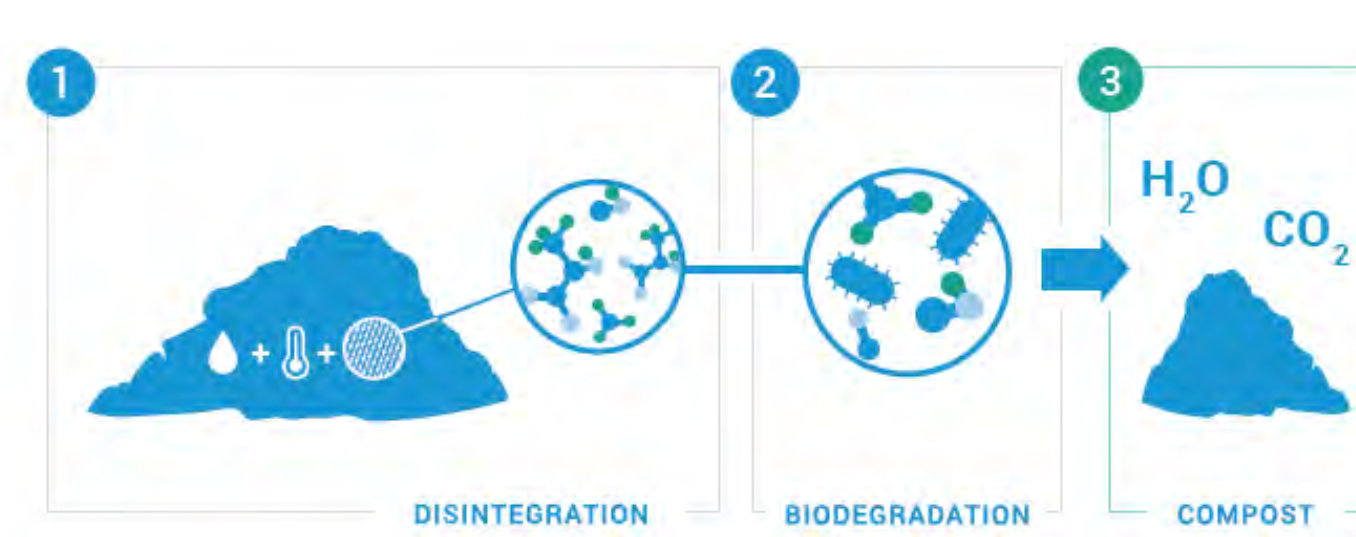 1
2
3
H₂O
CO₂
+ +
DISINTEGRATION
BIODEGRADATION
COMPOST